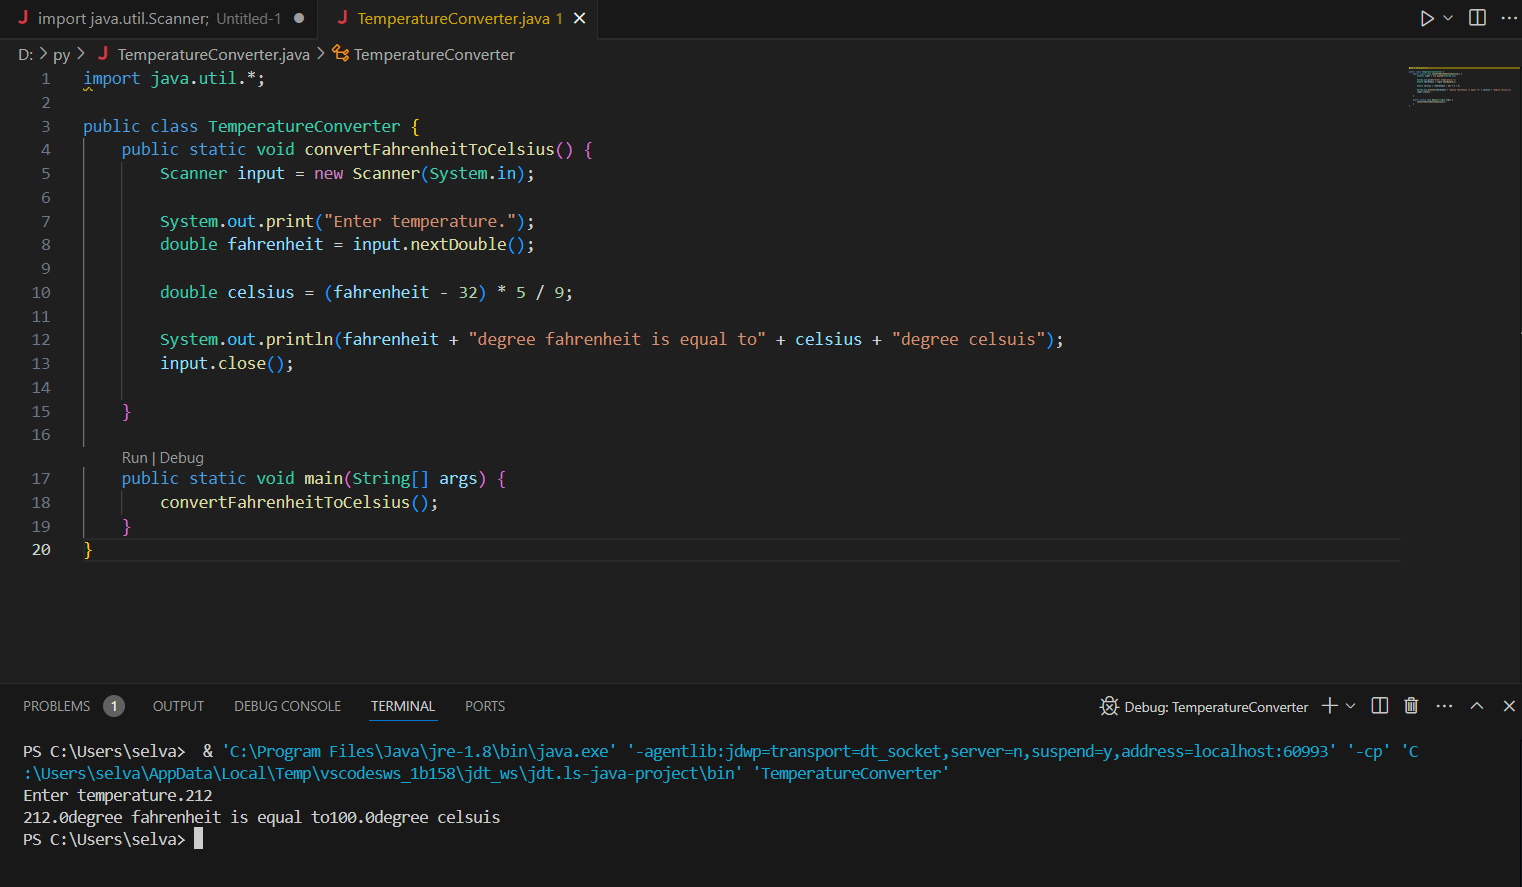 J import java.util.Scanner; Untitled-1 ● J TemperatureConverter.java 1 ×
D: > py > J TemperatureConverter.java > TemperatureConverter
1 import java.util.*;
2
3 public class TemperatureConverter {
4 public static void convertFahrenheitToCelsius() {
5 Scanner input = new Scanner(System.in);
6
7 System.out.print("Enter temperature.");
8 double fahrenheit = input.nextDouble();
9
10 double celsius = (fahrenheit - 32) * 5 / 9;
11
12 System.out.println(fahrenheit + "degree fahrenheit is equal to" + celsius + "degree celsuis");
13 input.close();
14
15 }
16
Run | Debug
17 public static void main(String[] args) {
18 convertFahrenheitToCelsius();
19 }
20 }
PROBLEMS 1 OUTPUT DEBUG CONSOLE TERMINAL PORTS Debug: TemperatureConverter
PS C:\Users\selva>  & 'C:\Program Files\Java\jre-1.8\bin\java.exe' '-agentlib:jdwp=transport=dt_socket,server=n,suspend=y,address=localhost:60993' '-cp' 'C
:\Users\selva\AppData\Local\Temp\vscodesws_1b158\jdt_ws\jdt.ls-java-project\bin' 'TemperatureConverter'
Enter temperature.212
212.0degree fahrenheit is equal to100.0degree celsuis
PS C:\Users\selva>